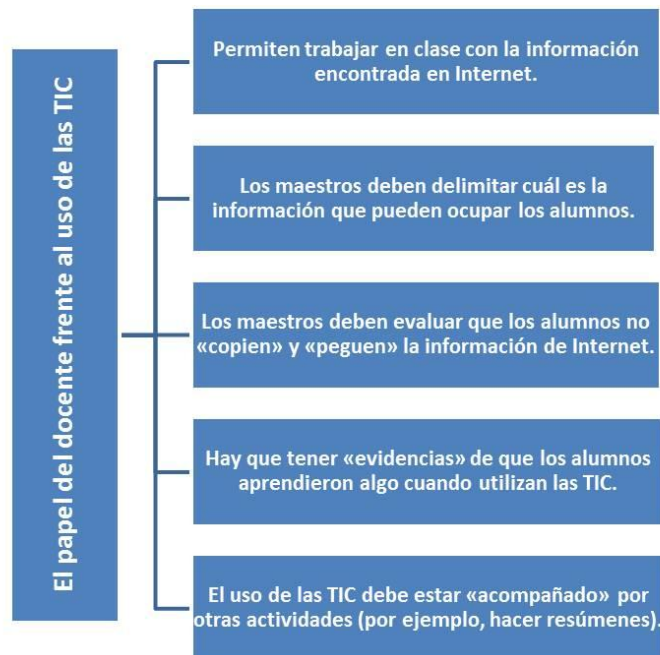 El papel del docente frente al uso de las TIC
Permiten trabajar en clase con la información
encontrada en Internet.
Los maestros deben delimitar cuál es la
información que pueden ocupar los alumnos.
Los maestros deben evaluar que los alumnos no
«copien» y «peguen» la información de Internet.
Hay que tener «evidencias» de que los alumnos
aprendieron algo cuando utilizan las TIC.
El uso de las TIC debe estar «acompañado» por
otras actividades (por ejemplo, hacer resúmenes).